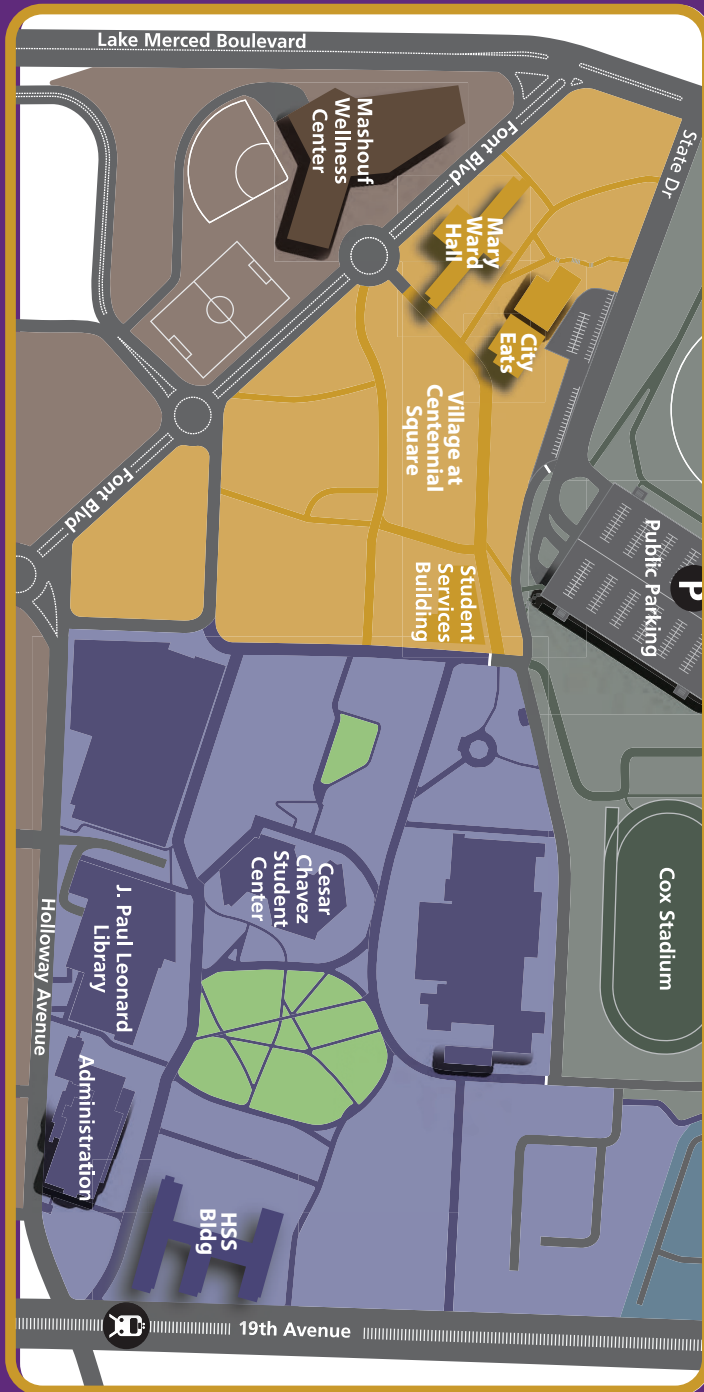 Lake Merced Boulevard
Mashouf
Wellness
Center
Font Blvd
State Dr
Mary
Ward
Hall
City
Eats
Village at
Centennial
Square
Font Blvd
Public Parking
P
Student
Services
Building
Cesar
Chavez
Student
Center
Cox Stadium
J. Paul Leonard
Library
Holloway Avenue
Administration
HSS
Bldg
19th Avenue